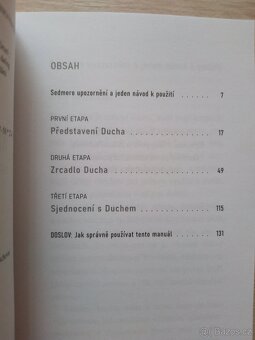 OBSAH
Sedmero upozornění a jeden návod k použití . . . . . . 7
PRVNÍ ETAPA
Představení Ducha . . . . . . . . . . . . . . 17
DRUHÁ ETAPA
Zrcadlo Ducha . . . . . . . . . . . . . . . . 49
TŘETÍ ETAPA
Sjednocení s Duchem . . . . . . . . . . . . . 115
DOSLOV: Jak správně používat tento manuál . . . . . . 131